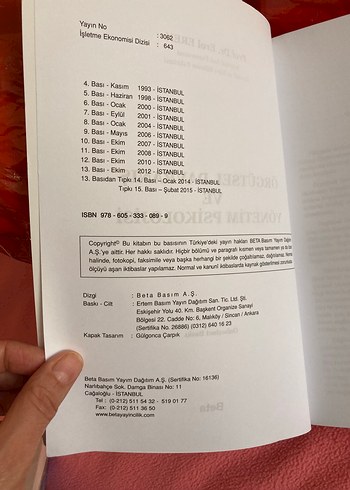 Yayın No : 3062
İşletme Ekonomisi Dizisi : 643
4. Bası - Kasım 1993 - İSTANBUL
5. Bası - Haziran 1998 - İSTANBUL
6. Bası - Ocak 2000 - İSTANBUL
7. Bası - Eylül 2001 - İSTANBUL
8. Bası - Ocak 2004 - İSTANBUL
9. Bası - Mayıs 2006 - İSTANBUL
10. Bası - Ekim 2007 - İSTANBUL
11. Bası - Ekim 2008 - İSTANBUL
12. Bası - Ekim 2010 - İSTANBUL
13. Bası - Ekim 2012 - İSTANBUL
13. Basıdan Tıpkı 14. Bası – Ocak 2014 - İSTANBUL
Tıpkı 15. Bası – Şubat 2015 - İSTANBUL
ISBN 978 - 605 - 333 - 089 - 9
Copyright© Bu kitabın bu basısının Türkiye'deki yayın hakları BETA Basım Yayım Dağıtım
A.Ş.'ye aittir. Her hakkı saklıdır. Hiçbir bölümü ve paragrafı kısmen veya tamamen ya da özet
halinde, fotokopi, faksimile veya başka herhangi bir şekilde çoğaltılamaz, dağıtılamaz. Normal
ölçüyü aşan iktibaslar yapılamaz. Normal ve kanunî iktibaslarda kaynak gösterilmesi zorunludur.
Dizgi : Beta Basım A.Ş.
Baskı - Cilt : Ertem Basım Yayın Dağıtım San. Tic. Ltd. Şti.
Eskişehir Yolu 40. Km. Başkent Organize Sanayi
Bölgesi 22. Cadde No: 6, Malıköy / Sincan / Ankara
(Sertifika No. 26886) (0312) 640 16 23
Kapak Tasarım : Gülgonca Çarpık
Beta Basım Yayım Dağıtım A.Ş. (Sertifika No: 16136)
Narlıbahçe Sok. Damga Binası No: 11
Cağaloğlu - İSTANBUL
Tel : (0-212) 511 54 32 - 519 01 77
Fax: (0-212) 511 36 50
www.betayayincilik.com